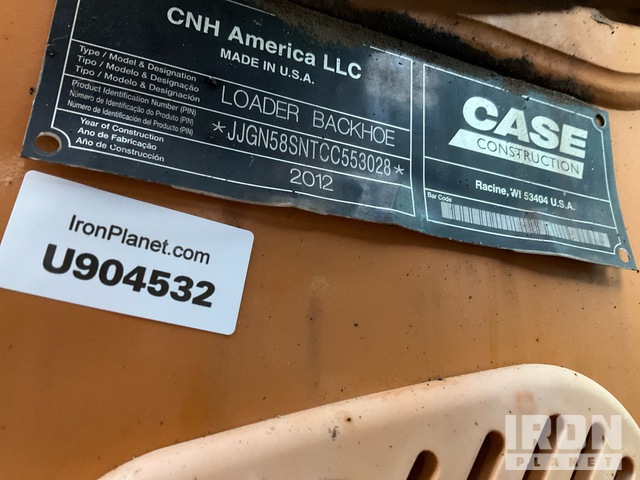 CNH America LLC
MADE IN U.S.A.
Type / Model & Designation
Tipo / Modelo & Designação
Tipo / Modelo & Designación
LOADER BACKHOE
Product Identification Number (PIN)
Número de Identificação do Produto (PIN)
Número de Identificación del Producto (PIN)
*JJGN58SNTCC553028*
Year of Construction
Ano de Fabricação
Año de Construcción
2012
CASE
CONSTRUCTION
Racine, WI 53404 U.S.A.
Bar Code
IronPlanet.com
U904532
IRON
PLANET